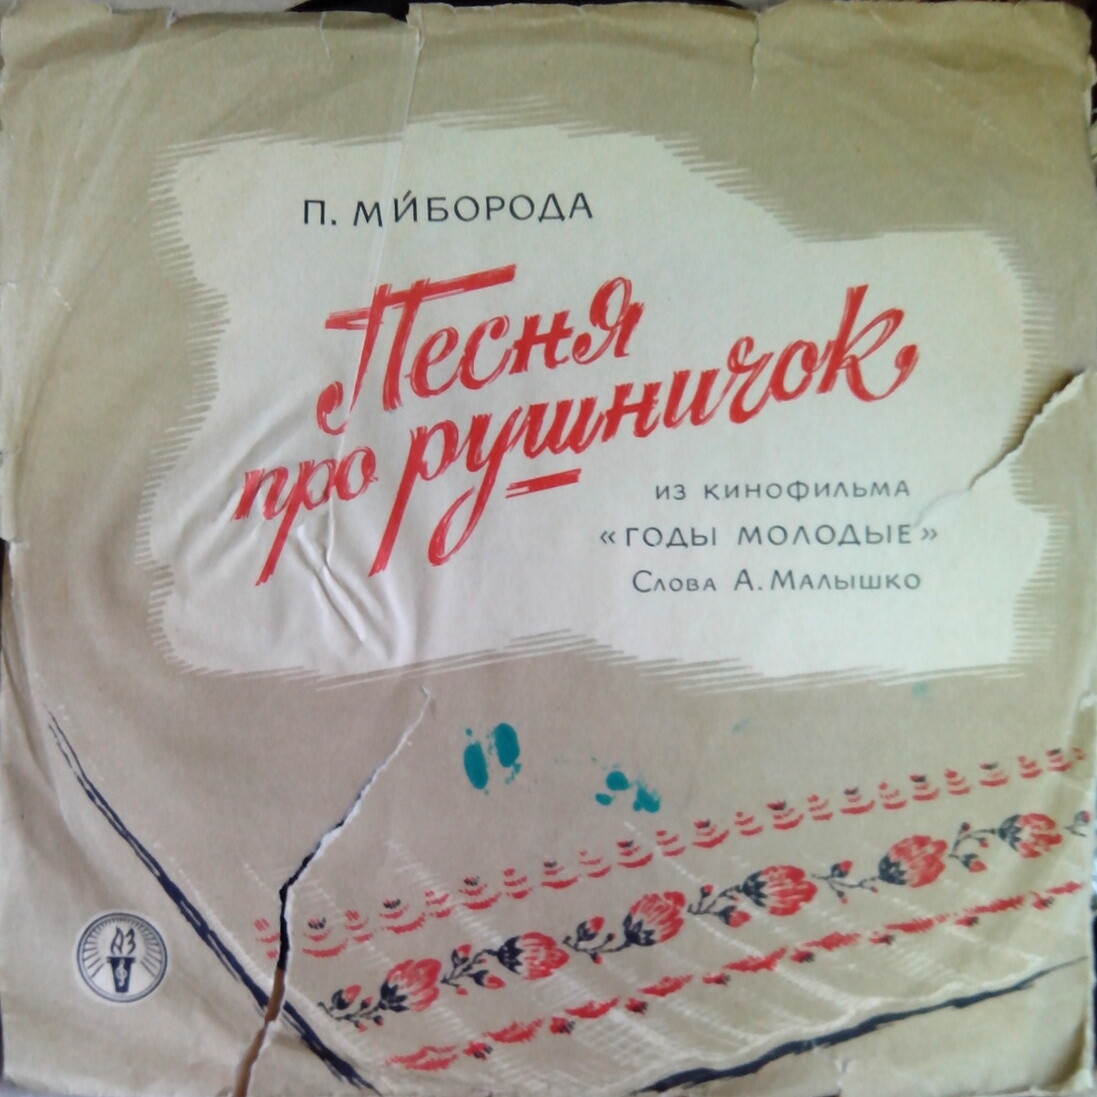 П. МЙБОРОДА
Песня
про рушничок
из кинофильма
«ГОДЫ МОЛОДЫЕ»
Слова А. Малышко